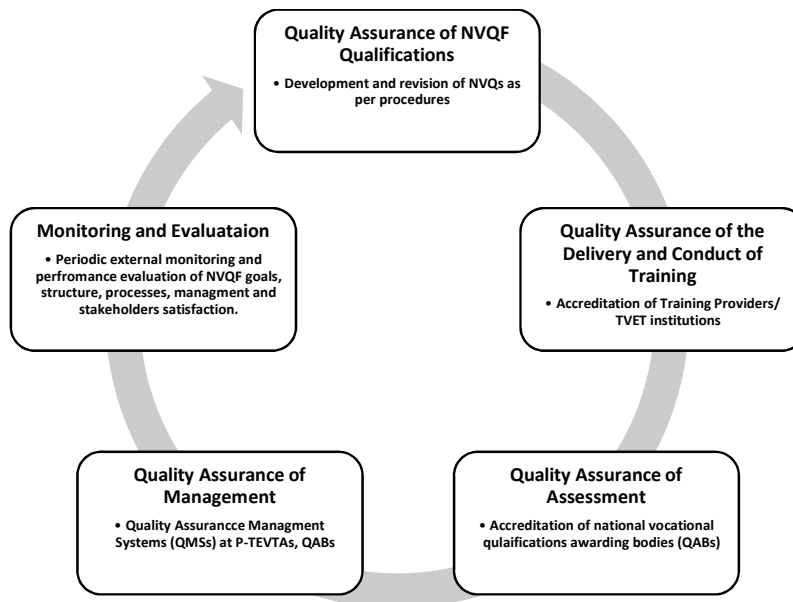 Quality Assurance of NVQF
Qualifications
• Development and revision of NVQs as
per procedures
Quality Assurance of the
Delivery and Conduct of
Training
• Accreditation of Training Providers/
TVET institutions
Quality Assurance of
Assessment
• Accreditation of national vocational
qulaifications awarding bodies (QABs)
Quality Assurance of
Management
• Quality Assurancce Managment
Systems (QMSs) at P-TEVTAs, QABs
Monitoring and Evaluataion
• Periodic external monitoring and
perfromance evaluation of NVQF goals,
structure, processes, managment and
stakeholders satisfaction.